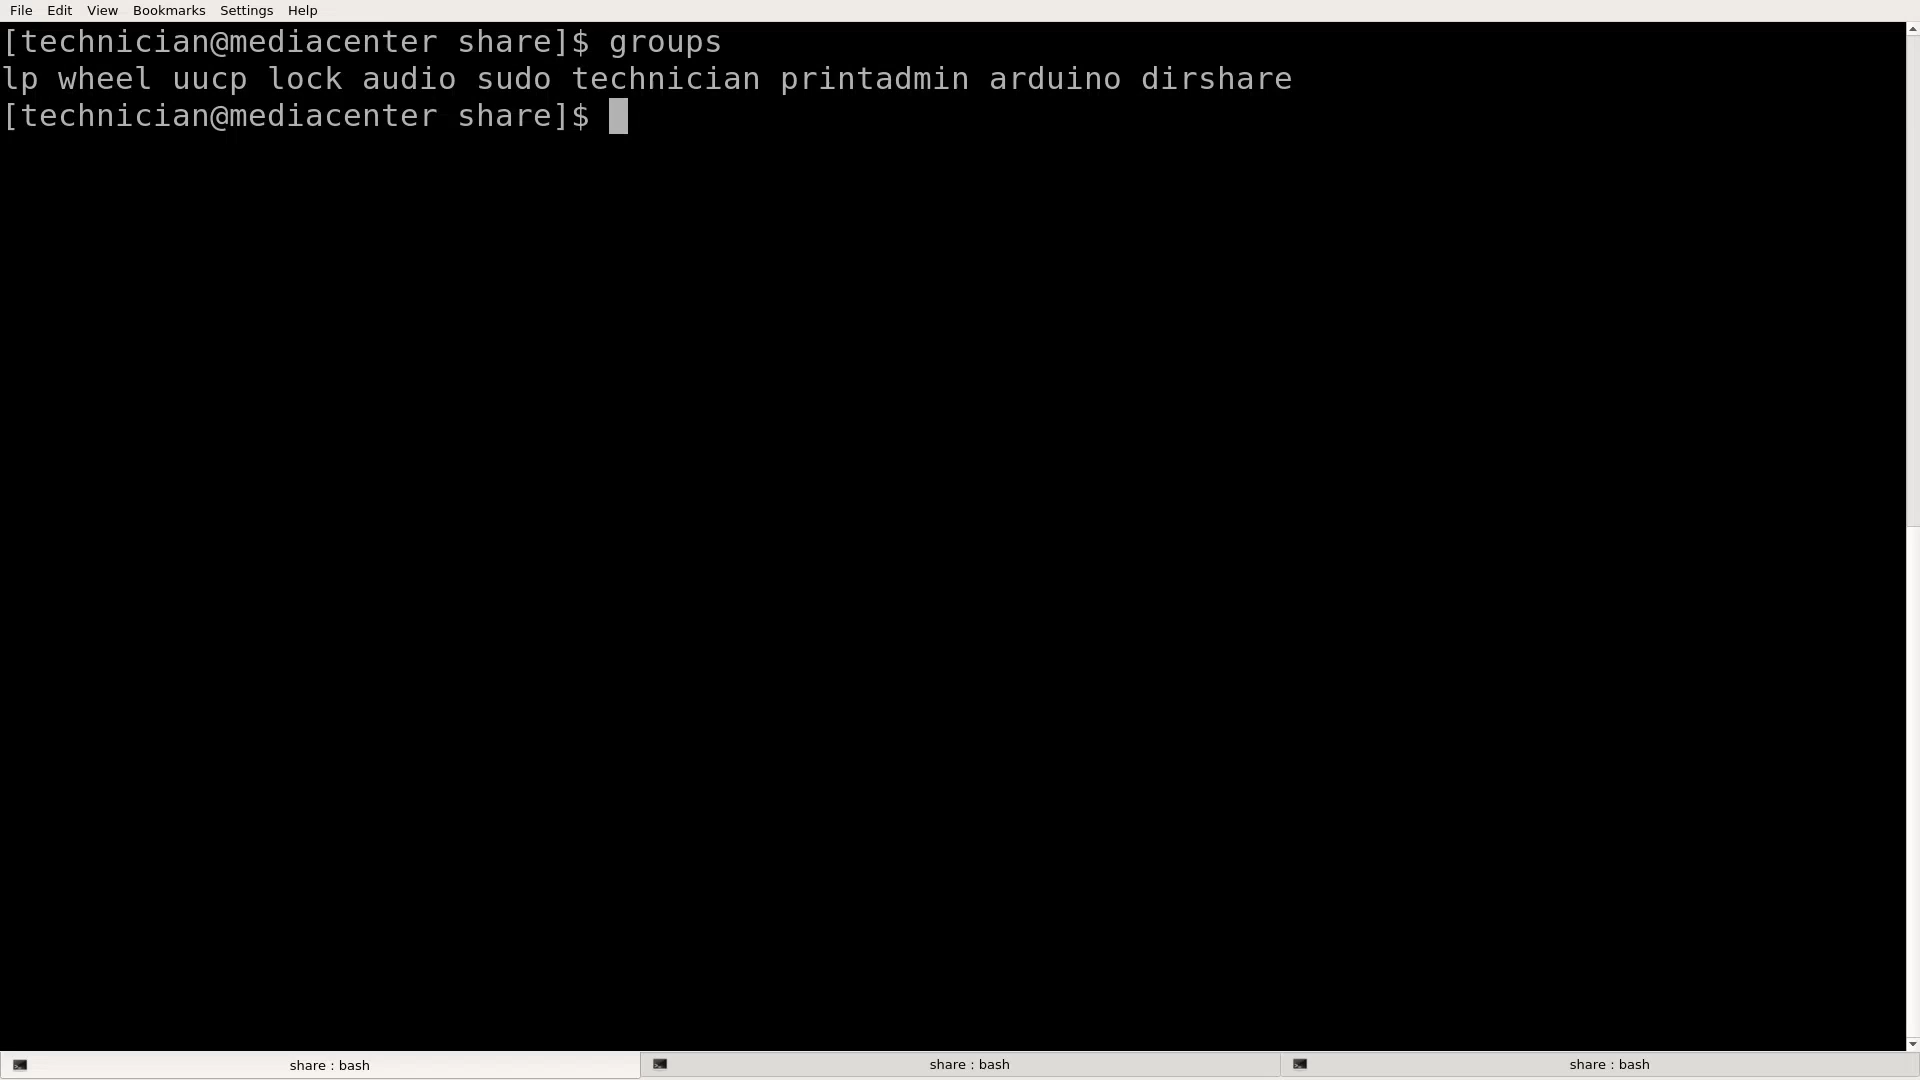 File Edit View Bookmarks Settings Help
[technician@mediacenter share]$ groups
lp wheel uucp lock audio sudo technician printadmin arduino dirshare
[technician@mediacenter share]$
share : bash share : bash share : bash